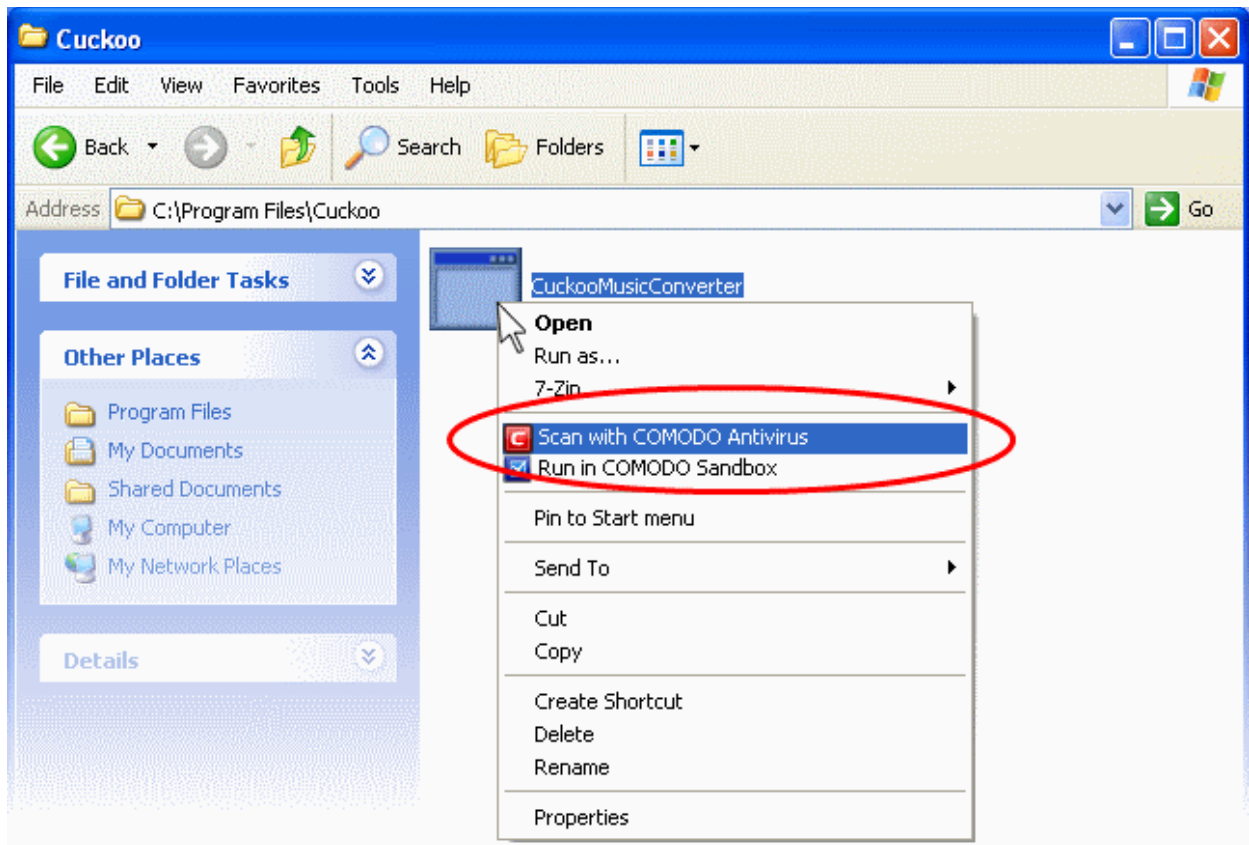 Cuckoo
File Edit View Favorites Tools Help
Back Search Folders
Address C:\Program Files\Cuckoo Go
File and Folder Tasks
Other Places
Program Files
My Documents
Shared Documents
My Computer
My Network Places
Details
CuckooMusicConverter
Open
Run as...
7-Zip
Scan with COMODO Antivirus
Run in COMODO Sandbox
Pin to Start menu
Send To
Cut
Copy
Create Shortcut
Delete
Rename
Properties